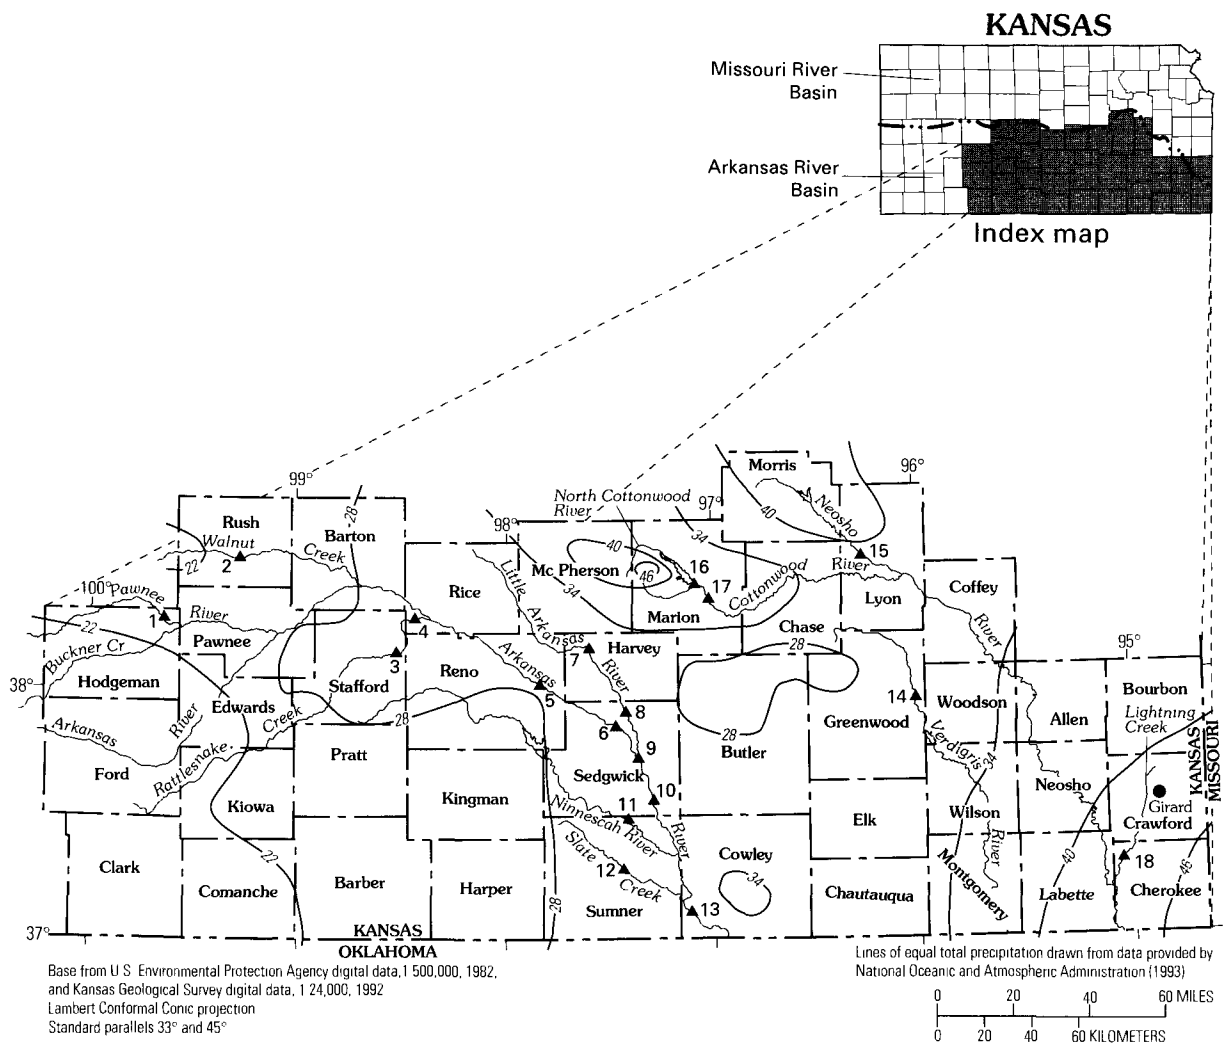 KANSAS
Missouri River
Basin
Arkansas River
Basin
Index map
Morris
96°
99°
North Cottonwood
River
97°
40
Neosho
28
Rush
Barton
98°
34
Walnut
Creek
2
22
40
46
Mc Pherson
16
15
River
Cottonwood
17
Coffey
Rice
Little
34
Marion
Lyon
100°
Pawnee
1
River
22
4
Arkansas
Chase
River
Pawnee
Buckner Cr
3
7
Harvey
28
95°
38°
Hodgeman
Stafford
Reno
Arkansas
River
5
14
Woodson
Bourbon
Edwards
Creek
28
8
6
28
Greenwood
Allen
Lightning
Creek
Arkansas
River
Rattlesnake
Pratt
9
Butler
Verdigris
34
KANSAS
MISSOURI
Ford
Sedgwick
Neosho
Kiowa
Kingman
10
Girard
Ninnescah River
11
Wilson
Crawford
River
Elk
River
22
Slate
Creek
12
Cowley
40
18
Clark
Comanche
Barber
Harper
34
Chautauqua
Montgomery
Labette
Cherokee
46
28
Sumner
13
37°
KANSAS
OKLAHOMA
Base from U S Environmental Protection Agency digital data,1 500,000, 1982,
and Kansas Geological Survey digital data, 1 24,000, 1992
Lambert Conformal Conic projection
Standard parallels 33° and 45°
Lines of equal total precipitation drawn from data provided by
National Oceanic and Atmospheric Administration (1993)
0 20 40 60 MILES
0 20 40 60 KILOMETERS